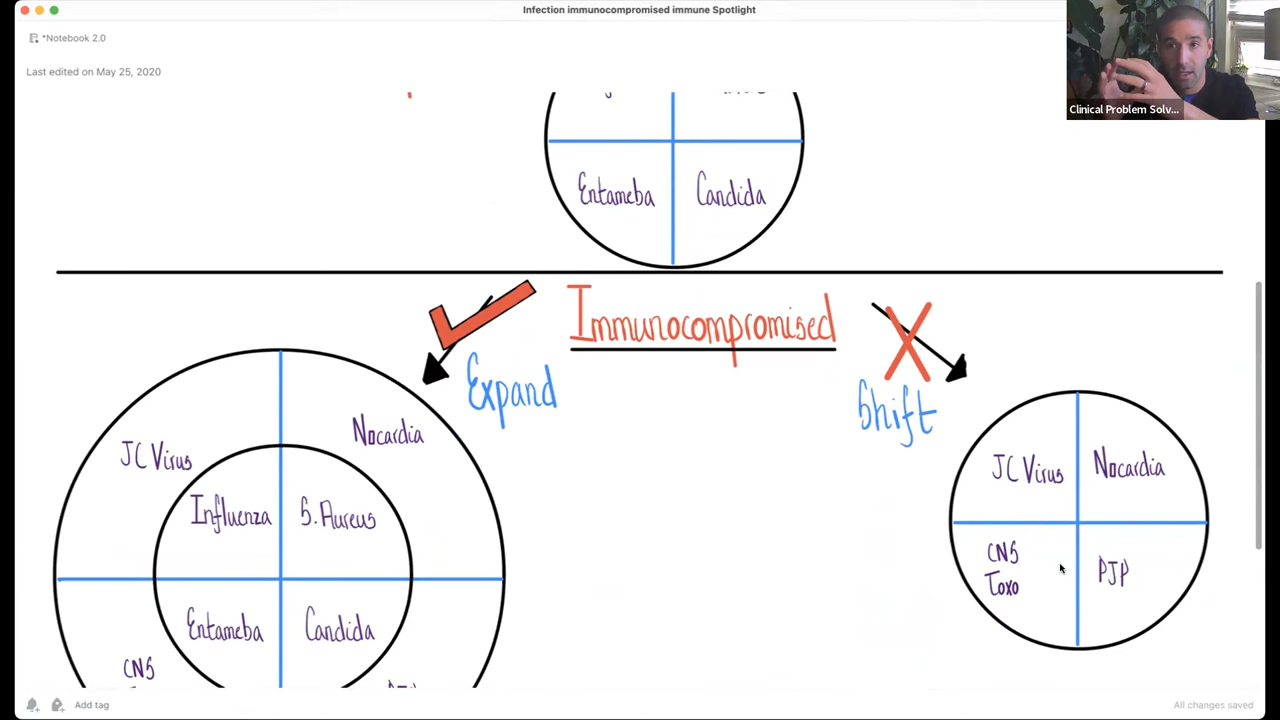 Infection immunocompromised immune Spotlight
*Notebook 2.0
Last edited on May 25, 2020
Clinical Problem Solv...
Entameba
Candida
Immunocompromised
Expand
Shift
JC Virus
Nocardia
Influenza
S. Aureus
Entameba
Candida
CNS
JC Virus
Nocardia
CNS
Toxo
PJP
Add tag
All changes saved